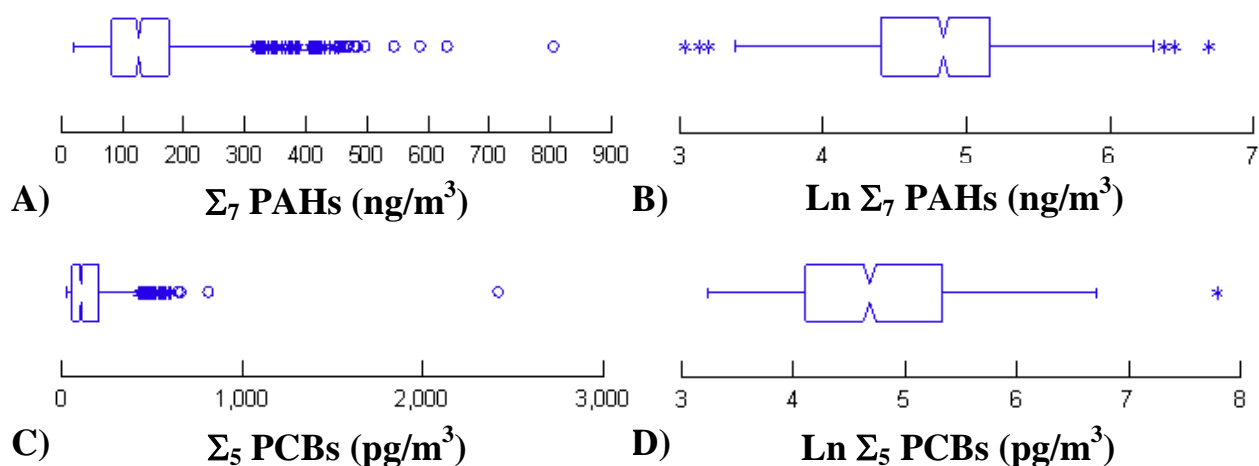 0 100 200 300 400 500 600 700 800 900
A) Σ₇ PAHs (ng/m³)
3 4 5 6 7
B) Ln Σ₇ PAHs (ng/m³)
0 1,000 2,000 3,000
C) Σ₅ PCBs (pg/m³)
3 4 5 6 7 8
D) Ln Σ₅ PCBs (pg/m³)